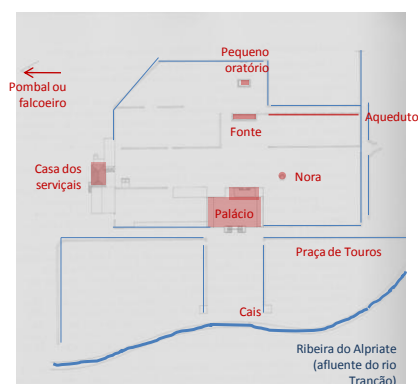 Pequeno
oratório
Pombal ou
falcoeiro
Aqueduto
Fonte
Casa dos
serviçais
Nora
Palácio
Praça de Touros
Cais
Ribeira do Alpriate
(afluente do rio
Trancão)